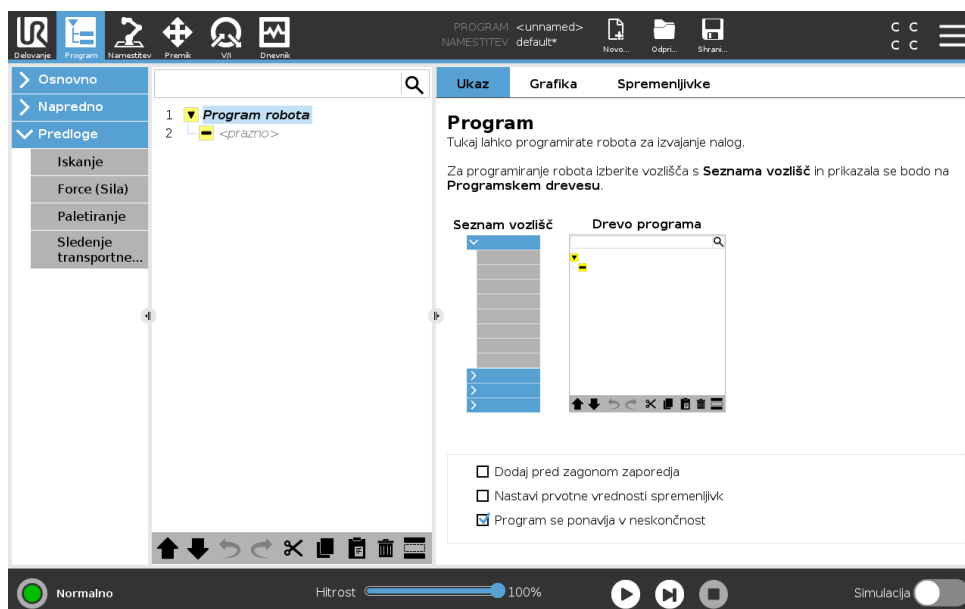 UR
PROGRAM <unnamed>
NAMESTITEV default*
Delovanje Program Namestitev Premik V/I Dnevnik
Novo... Odpri... Shrani...
C C
C C
Osnovno
Napredno
Predloge
Iskanje
Force (Sila)
Paletiranje
Sledenje
transportne...
1 Program robota
2 <prazno>
Ukaz Grafika Spremenljivke
Program
Tukaj lahko programirate robota za izvajanje nalog.
Za programiranje robota izberite vozlišča s Seznama vozlišč in prikazala se bodo na
Programskem drevesu.
Seznam vozlišč Drevo programa
Dodaj pred zagonom zaporedja
Nastavi prvotne vrednosti spremenljivk
Program se ponavlja v neskončnost
Normalno Hitrost 100% Simulacija